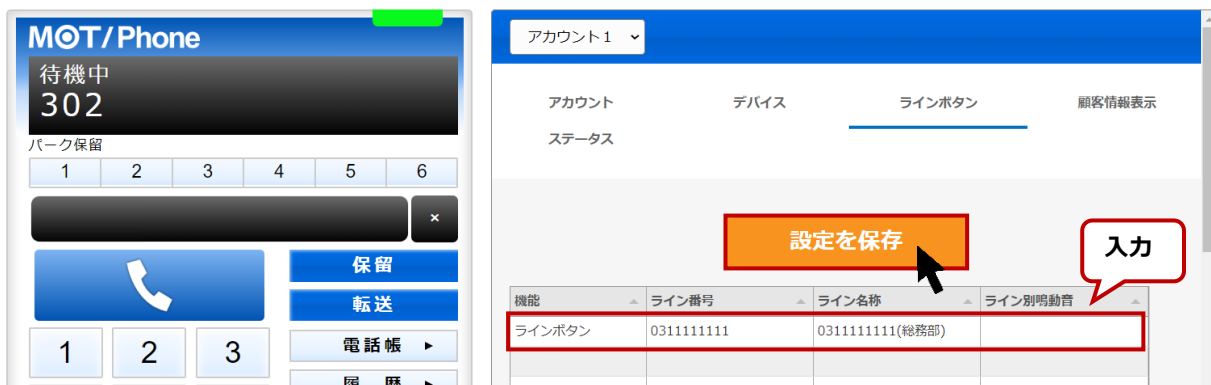 MOT/Phone
待機中
302
パーク保留
1 2 3 4 5 6
×
保留
転送
1 2 3
電話帳 ▶
履 歴 ▶
アカウント1
アカウント デバイス ラインボタン 顧客情報表示
ステータス
設定を保存
入力
機能 ライン番号 ライン名称 ライン別鳴動音
ラインボタン 0311111111 0311111111(総務部)